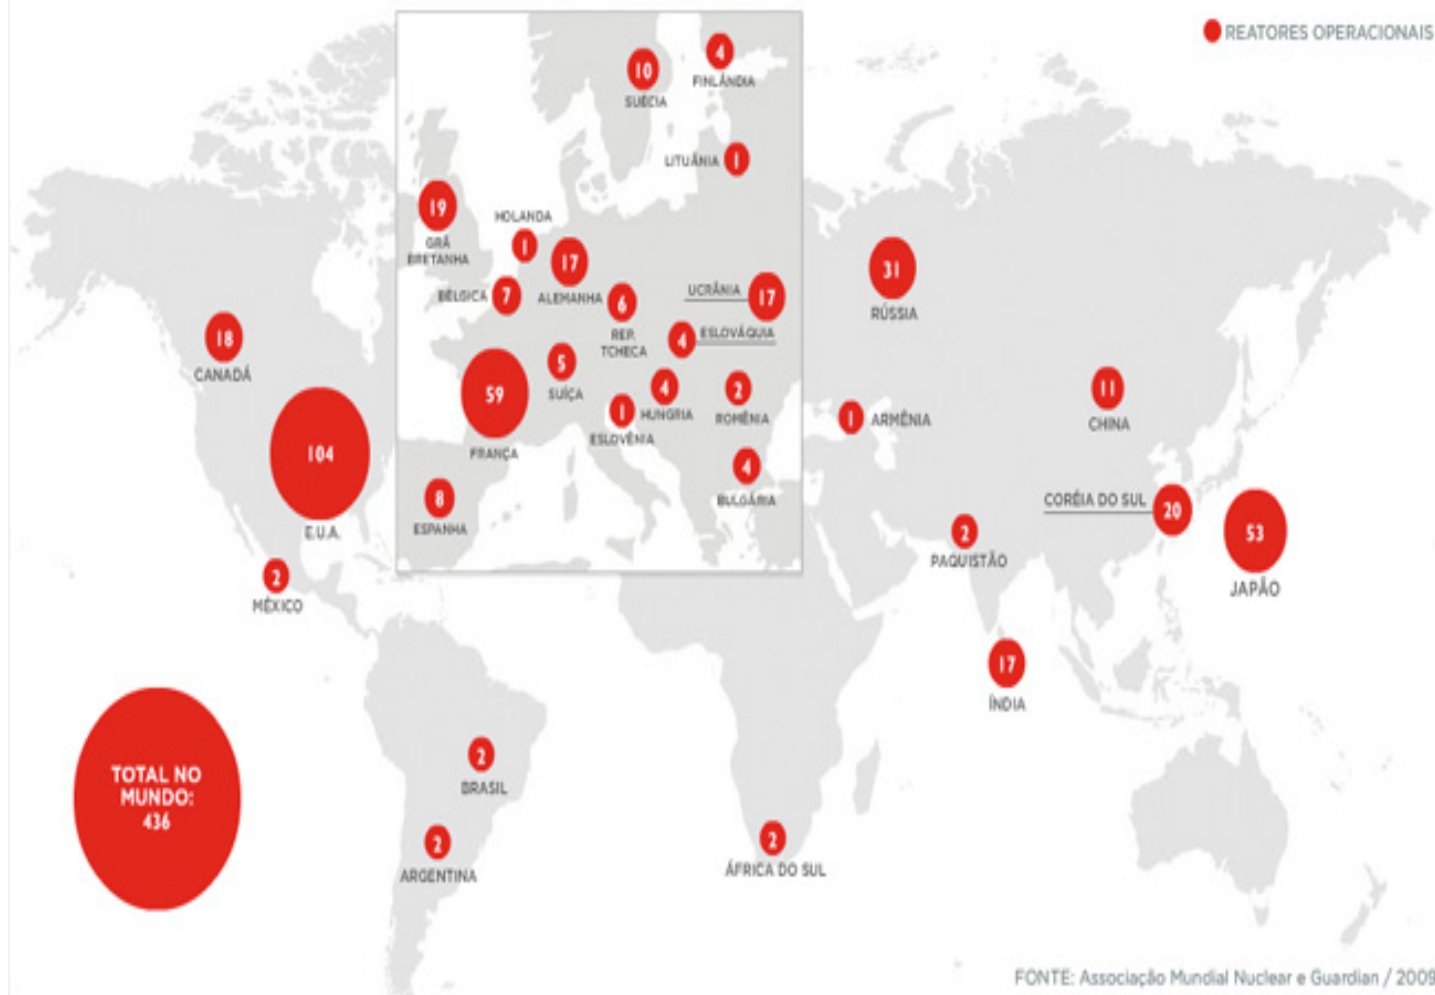 REATORES OPERACIONAIS
10
SUÉCIA
4
FINLÂNDIA
LITUÂNIA 1
19
GRÃ
BRETANHA
HOLANDA
1
17
ALEMANHA
BÉLGICA 7
6
REP.
TCHECA
UCRÂNIA 17
4 ESLOVÁQUIA
59
FRANÇA
5
SUÍÇA
1
ESLOVÊNIA
4
HUNGRIA
2
ROMÊNIA
4
BULGÁRIA
8
ESPANHA
18
CANADÁ
104
E.U.A.
2
MÉXICO
31
RÚSSIA
1 ARMÊNIA
11
CHINA
CORÉIA DO SUL 20
53
JAPÃO
2
PAQUISTÃO
17
ÍNDIA
2
BRASIL
2
ARGENTINA
2
ÁFRICA DO SUL
TOTAL NO
MUNDO:
436
FONTE: Associação Mundial Nuclear e Guardian / 2009